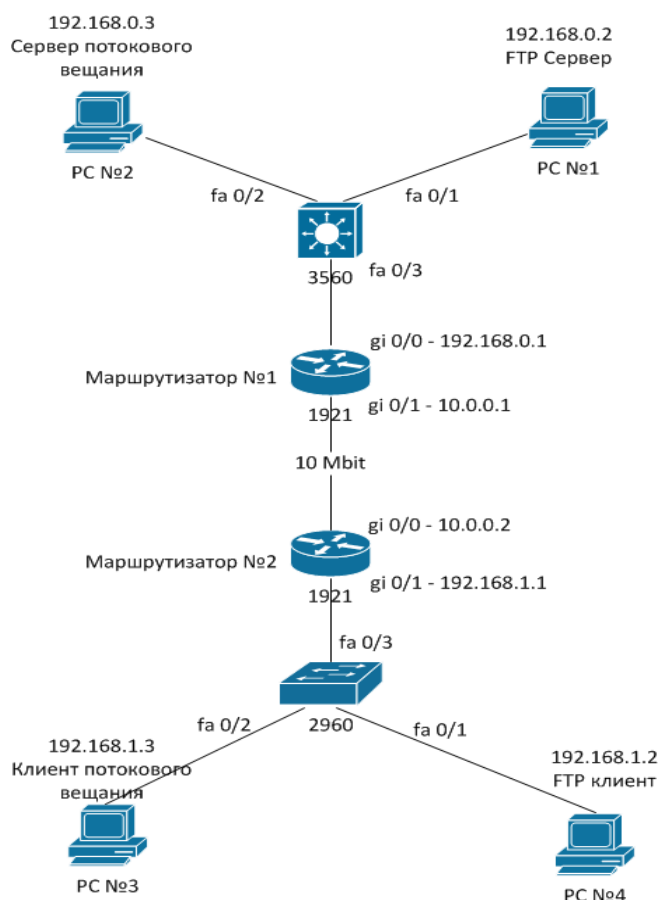 192.168.0.3
Сервер потокового
вещания
PC №2
192.168.0.2
FTP Сервер
PC №1
fa 0/2
fa 0/1
3560
fa 0/3
gi 0/0 - 192.168.0.1
Маршрутизатор №1
1921
gi 0/1 - 10.0.0.1
10 Mbit
gi 0/0 - 10.0.0.2
Маршрутизатор №2
1921
gi 0/1 - 192.168.1.1
fa 0/3
2960
fa 0/2
fa 0/1
192.168.1.3
Клиент потокового
вещания
PC №3
192.168.1.2
FTP клиент
PC №4